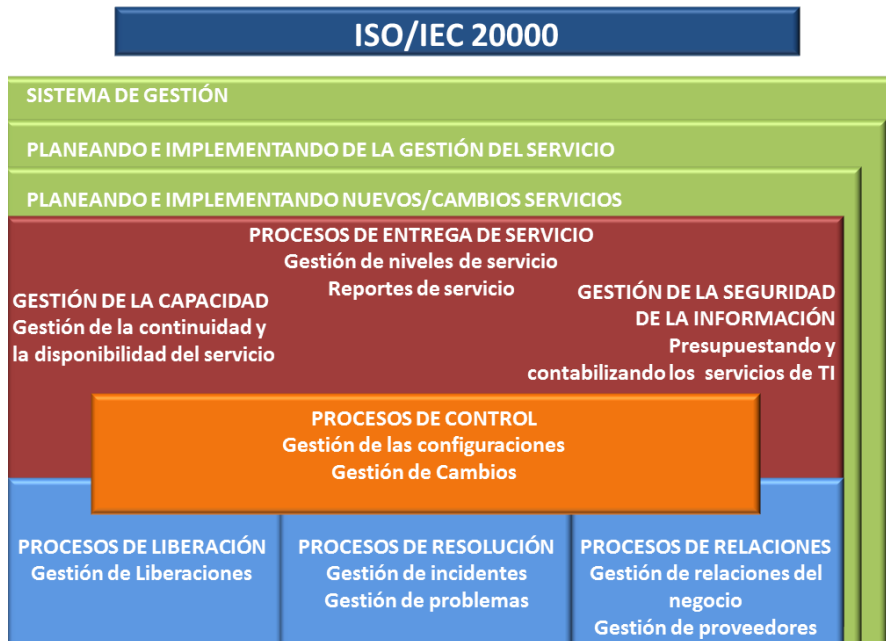 ISO/IEC 20000
SISTEMA DE GESTIÓN
PLANEANDO E IMPLEMENTANDO DE LA GESTIÓN DEL SERVICIO
PLANEANDO E IMPLEMENTANDO NUEVOS/CAMBIOS SERVICIOS
PROCESOS DE ENTREGA DE SERVICIO
Gestión de niveles de servicio
Reportes de servicio
GESTIÓN DE LA CAPACIDAD
Gestión de la continuidad y
la disponibilidad del servicio
GESTIÓN DE LA SEGURIDAD
DE LA INFORMACIÓN
Presupuestando y
contabilizando los servicios de TI
PROCESOS DE CONTROL
Gestión de las configuraciones
Gestión de Cambios
PROCESOS DE LIBERACIÓN
Gestión de Liberaciones
PROCESOS DE RESOLUCIÓN
Gestión de incidentes
Gestión de problemas
PROCESOS DE RELACIONES
Gestión de relaciones del
negocio
Gestión de proveedores